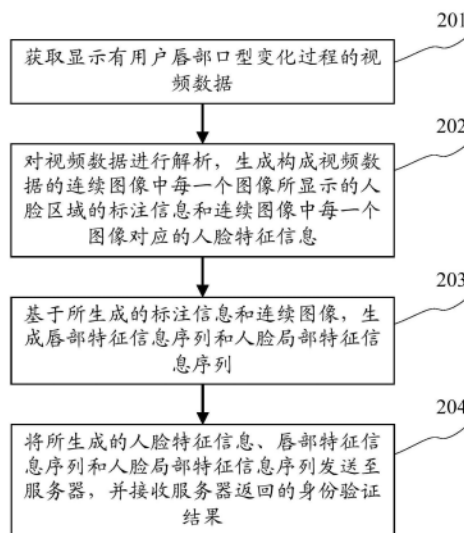 201
获取显示有用户唇部口型变化过程的视
频数据
202
对视频数据进行解析，生成构成视频数
据的连续图像中每一个图像所显示的人
脸区域的标注信息和连续图像中每一个
图像对应的人脸特征信息
203
基于所生成的标注信息和连续图像，生
成唇部特征信息序列和人脸局部特征信
息序列
204
将所生成的人脸特征信息、唇部特征信
息序列和人脸局部特征信息序列发送至
服务器，并接收服务器返回的身份验证
结果